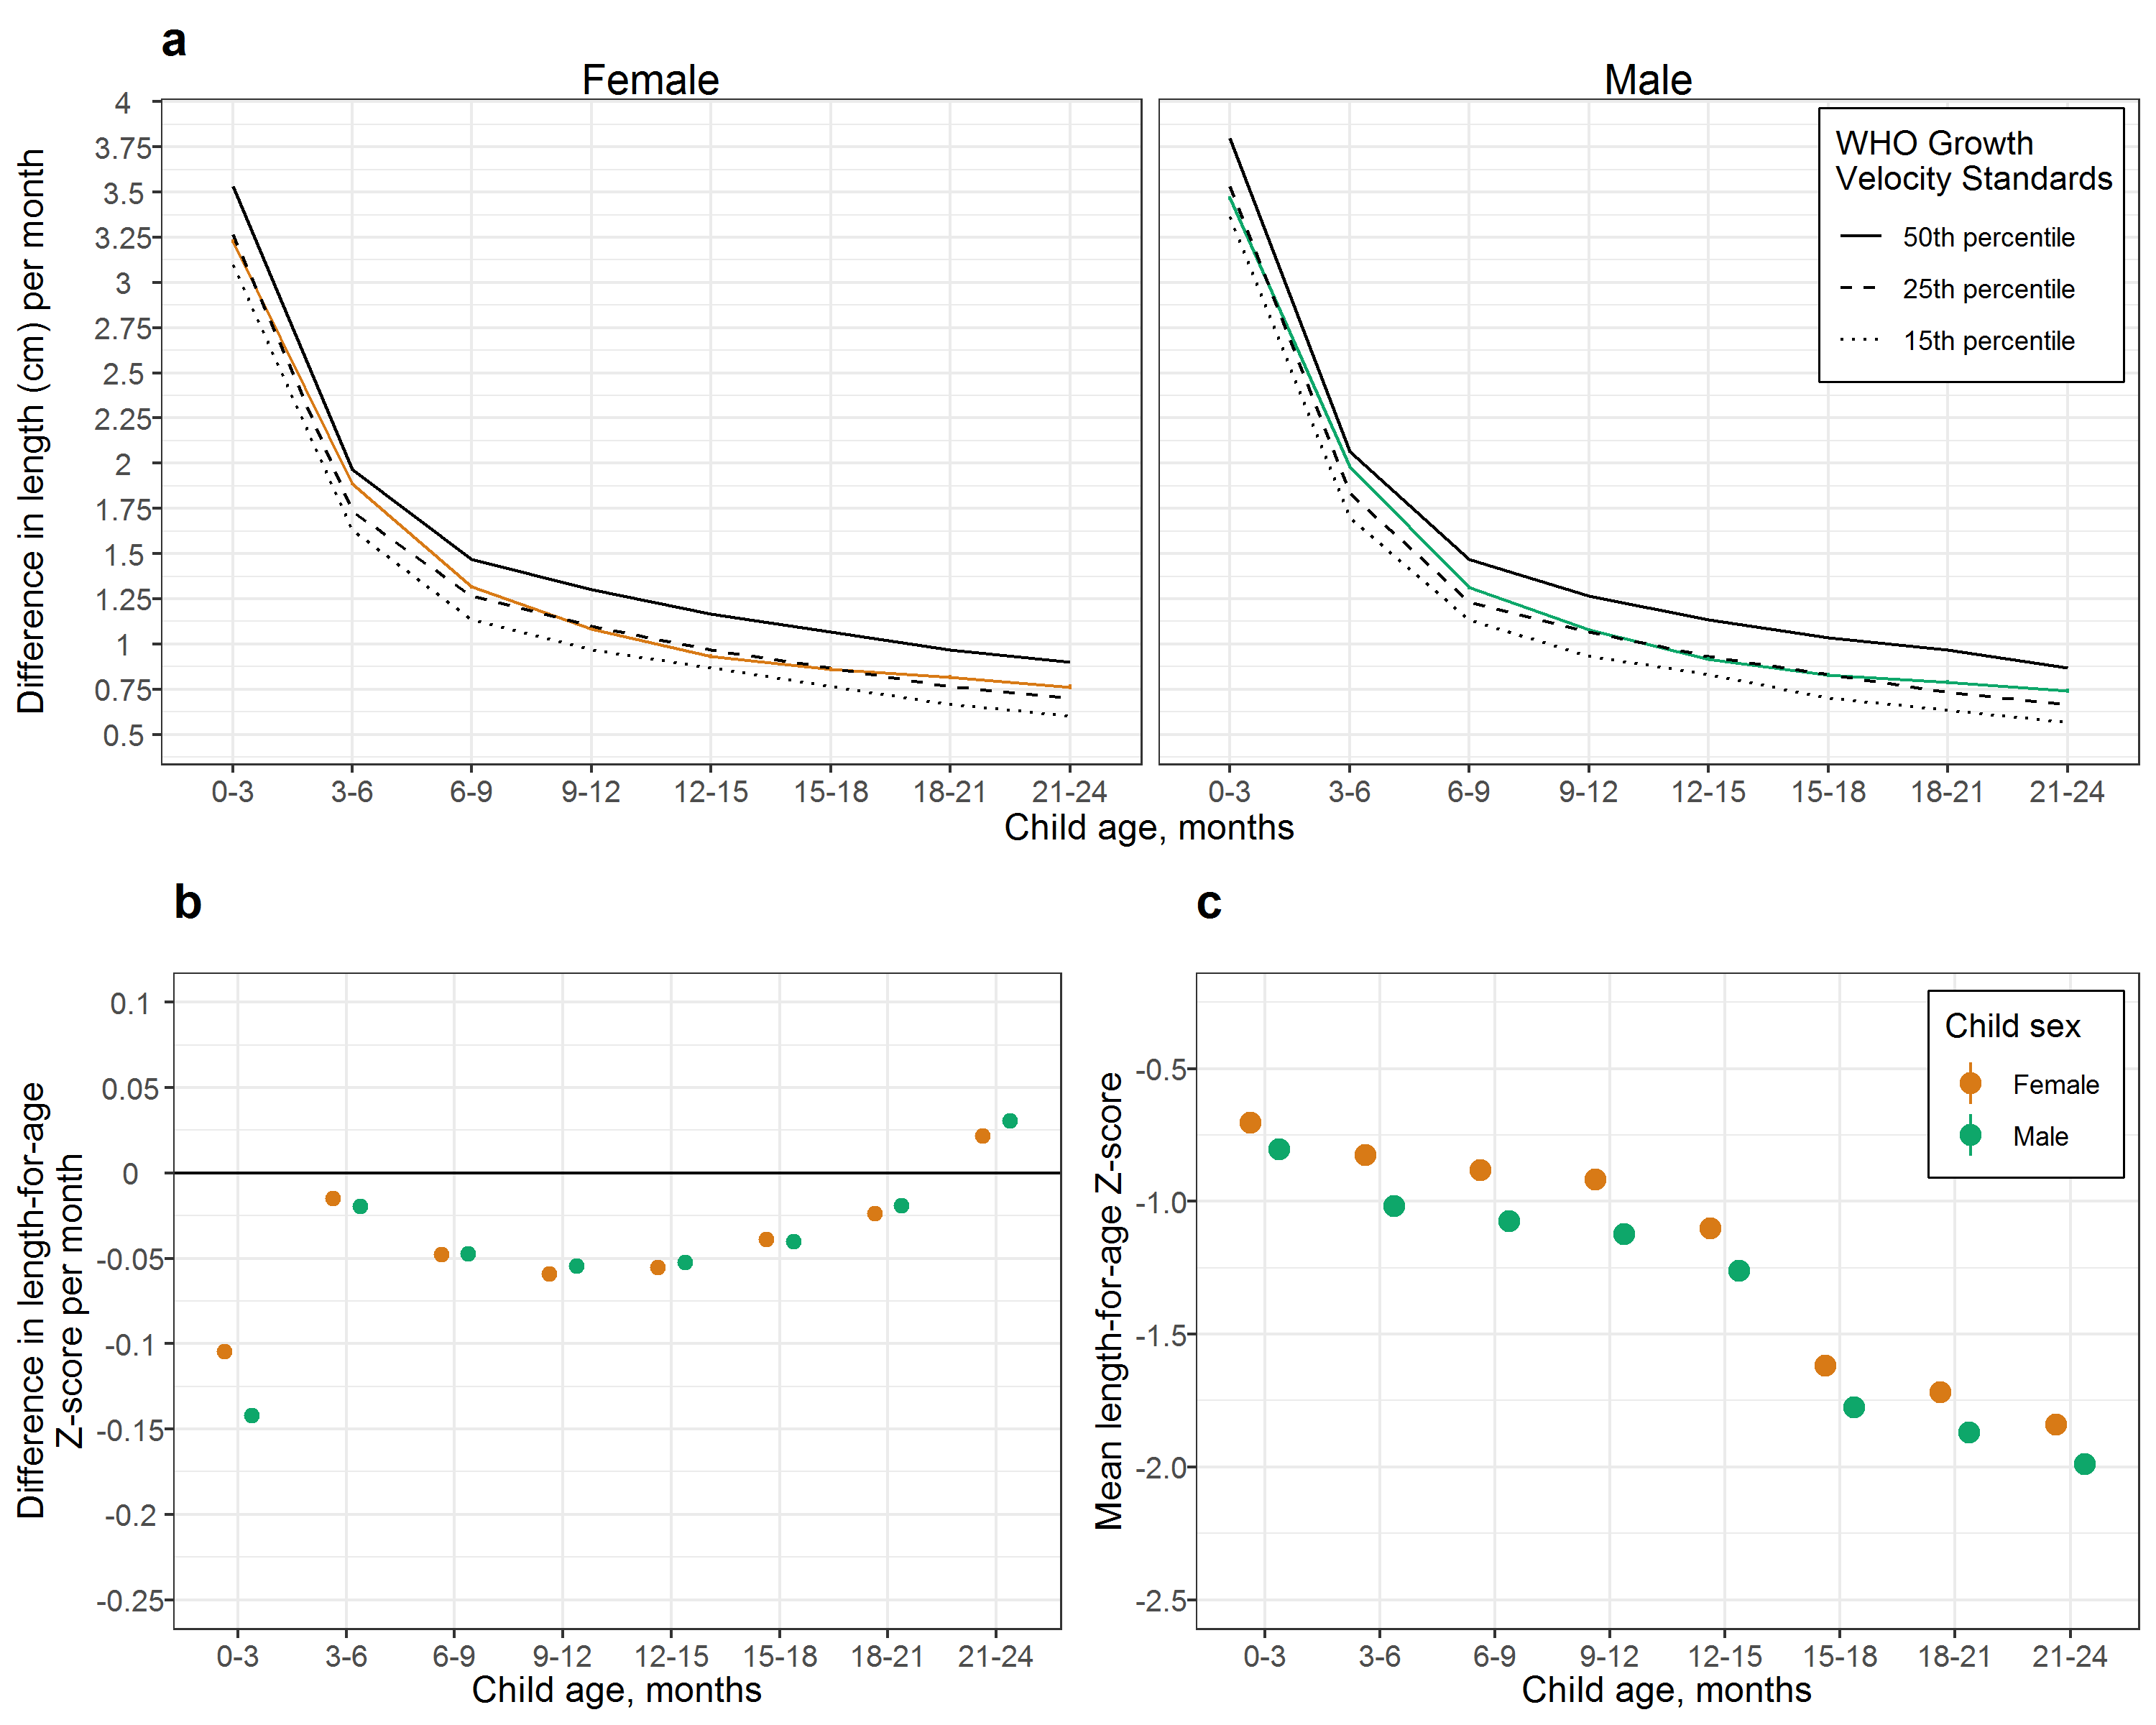 a
Female
Male
Difference in length (cm) per month
4
3.75
3.5
3.25
3
2.75
2.5
2.25
2
1.75
1.5
1.25
1
0.75
0.5
WHO Growth
Velocity Standards
50th percentile
25th percentile
15th percentile
0-3 3-6 6-9 9-12 12-15 15-18 18-21 21-24
0-3 3-6 6-9 9-12 12-15 15-18 18-21 21-24
Child age, months
b
Difference in length-for-age
Z-score per month
0.1
0.05
0
-0.05
-0.1
-0.15
-0.2
-0.25
0-3 3-6 6-9 9-12 12-15 15-18 18-21 21-24
Child age, months
c
Mean length-for-age Z-score
-0.5
-1.0
-1.5
-2.0
-2.5
Child sex
Female
Male
0-3 3-6 6-9 9-12 12-15 15-18 18-21 21-24
Child age, months